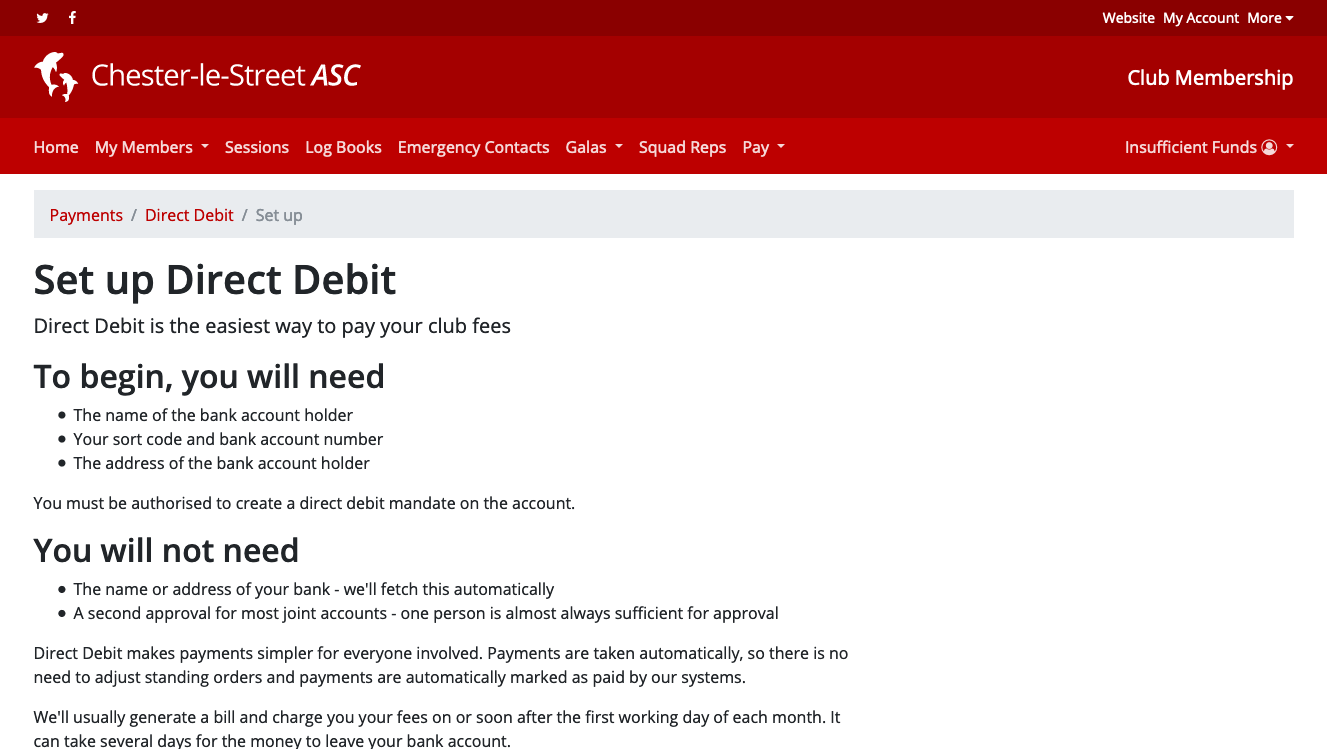 Website My Account More
Chester-le-Street ASC
Club Membership
Home My Members Sessions Log Books Emergency Contacts Galas Squad Reps Pay Insufficient Funds
Payments / Direct Debit / Set up
Set up Direct Debit
Direct Debit is the easiest way to pay your club fees
To begin, you will need
The name of the bank account holder
Your sort code and bank account number
The address of the bank account holder
You must be authorised to create a direct debit mandate on the account.
You will not need
The name or address of your bank - we'll fetch this automatically
A second approval for most joint accounts - one person is almost always sufficient for approval
Direct Debit makes payments simpler for everyone involved. Payments are taken automatically, so there is no
need to adjust standing orders and payments are automatically marked as paid by our systems.
We'll usually generate a bill and charge you your fees on or soon after the first working day of each month. It
can take several days for the money to leave your bank account.